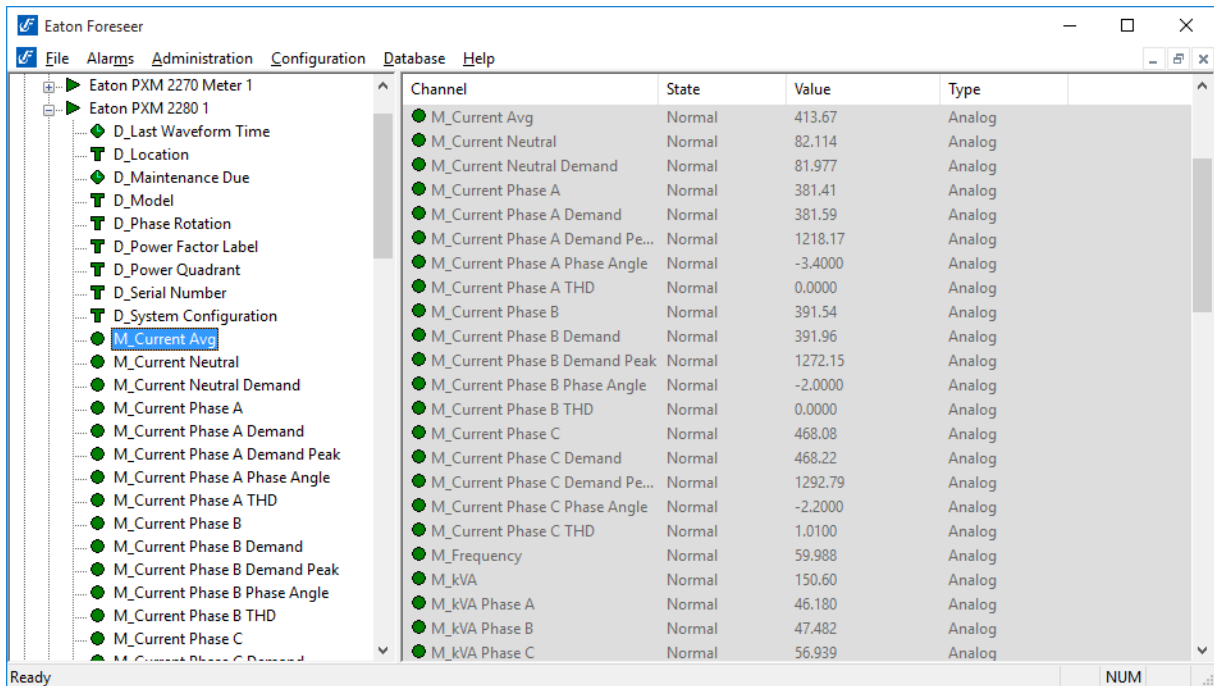 Eaton Foreseer
File Alarms Administration Configuration Database Help
Eaton PXM 2270 Meter 1
Eaton PXM 2280 1
D_Last Waveform Time
D_Location
D_Maintenance Due
D_Model
D_Phase Rotation
D_Power Factor Label
D_Power Quadrant
D_Serial Number
D_System Configuration
M_Current Avg
M_Current Neutral
M_Current Neutral Demand
M_Current Phase A
M_Current Phase A Demand
M_Current Phase A Demand Peak
M_Current Phase A Phase Angle
M_Current Phase A THD
M_Current Phase B
M_Current Phase B Demand
M_Current Phase B Demand Peak
M_Current Phase B Phase Angle
M_Current Phase B THD
M_Current Phase C
M_Current Phase C Demand
Channel State Value Type
M_Current Avg Normal 413.67 Analog
M_Current Neutral Normal 82.114 Analog
M_Current Neutral Demand Normal 81.977 Analog
M_Current Phase A Normal 381.41 Analog
M_Current Phase A Demand Normal 381.59 Analog
M_Current Phase A Demand Pe... Normal 1218.17 Analog
M_Current Phase A Phase Angle Normal -3.4000 Analog
M_Current Phase A THD Normal 0.0000 Analog
M_Current Phase B Normal 391.54 Analog
M_Current Phase B Demand Normal 391.96 Analog
M_Current Phase B Demand Peak Normal 1272.15 Analog
M_Current Phase B Phase Angle Normal -2.0000 Analog
M_Current Phase B THD Normal 0.0000 Analog
M_Current Phase C Normal 468.08 Analog
M_Current Phase C Demand Normal 468.22 Analog
M_Current Phase C Demand Pe... Normal 1292.79 Analog
M_Current Phase C Phase Angle Normal -2.2000 Analog
M_Current Phase C THD Normal 1.0100 Analog
M_Frequency Normal 59.988 Analog
M_kVA Normal 150.60 Analog
M_kVA Phase A Normal 46.180 Analog
M_kVA Phase B Normal 47.482 Analog
M_kVA Phase C Normal 56.939 Analog
Ready NUM